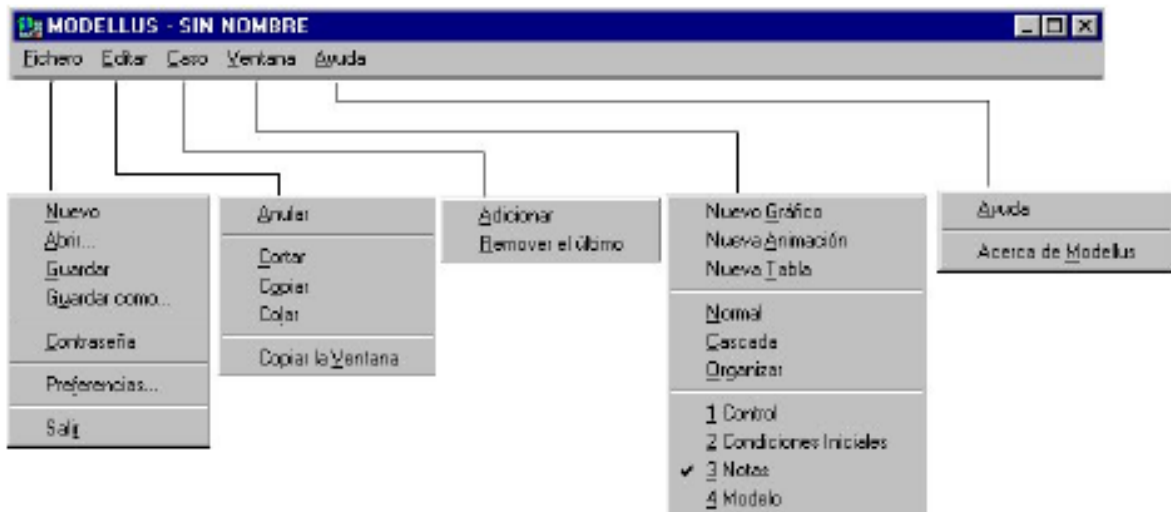 MODELLUS - SIN NOMBRE
Fichero Editar Caso Ventana Ayuda
Nuevo
Abrir...
Guardar
Guardar como...
Contraseña
Preferencias...
Salir
Anular
Cortar
Copiar
Colar
Copiar la Ventana
Adicionar
Remover el último
Nuevo Gráfico
Nueva Animación
Nueva Tabla
Normal
Cascada
Organizar
1 Control
2 Condiciones Iniciales
3 Notas
4 Modelo
Ayuda
Acerca de Modellus